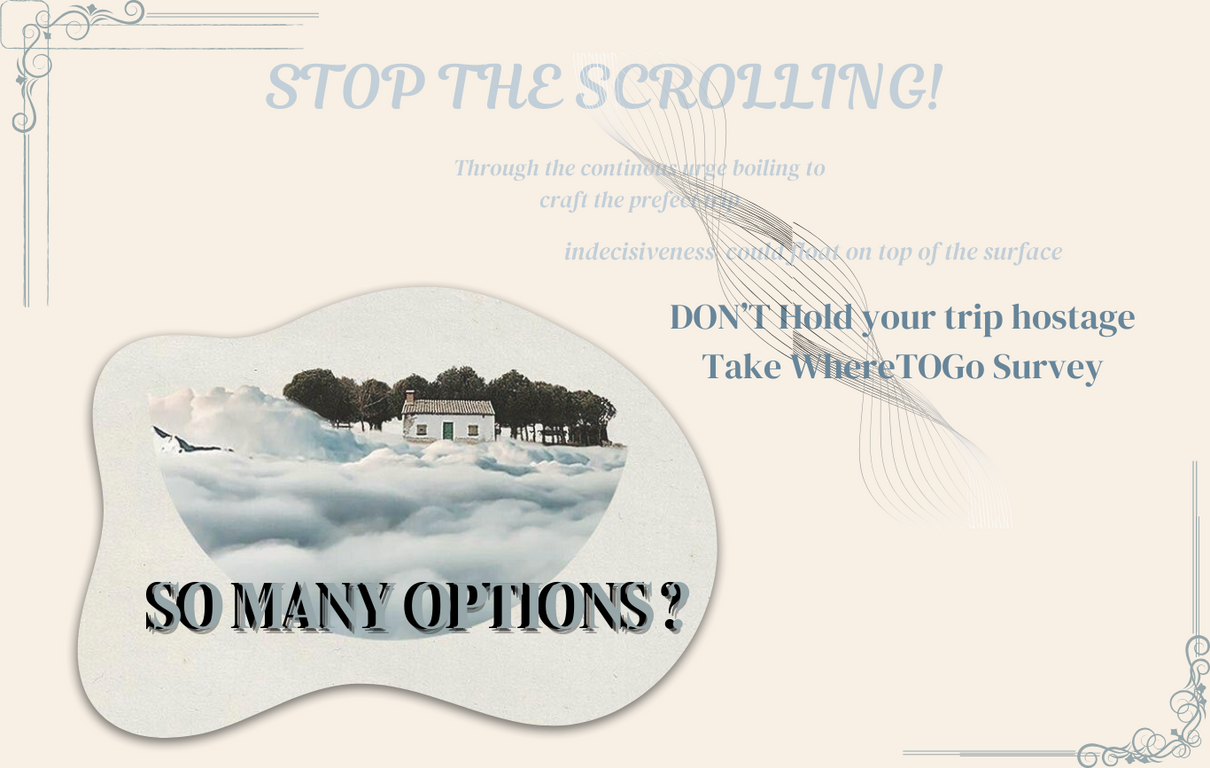 STOP THE SCROLLING!
Through the continous urge boiling to
craft the prefect trip
indecisiveness, could float on top of the surface
DON'T Hold your trip hostage
Take WhereTOGo Survey
SO MANY OPTIONS ?